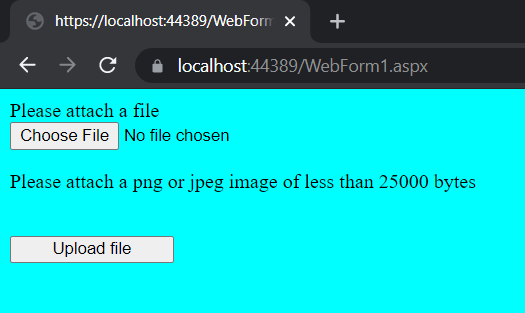 https://localhost:44389/WebForm
localhost:44389/WebForm1.aspx
Please attach a file
Choose File No file chosen
Please attach a png or jpeg image of less than 25000 bytes
Upload file